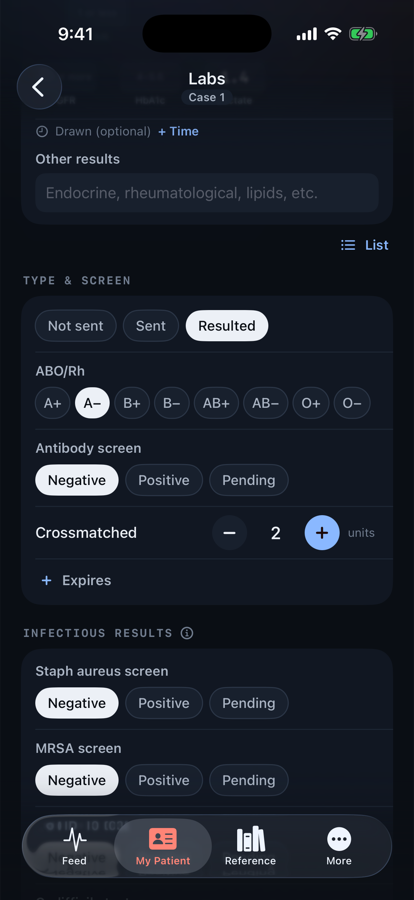 9:41
Labs
Case 1
Drawn (optional) + Time
Other results
Endocrine, rheumatological, lipids, etc.
List
TYPE & SCREEN
Not sent Sent Resulted
ABO/Rh
A+ A− B+ B− AB+ AB− O+ O−
Antibody screen
Negative Positive Pending
Crossmatched − 2 + units
+ Expires
INFECTIOUS RESULTS
Staph aureus screen
Negative Positive Pending
MRSA screen
Negative Positive Pending
Feed My Patient Reference More